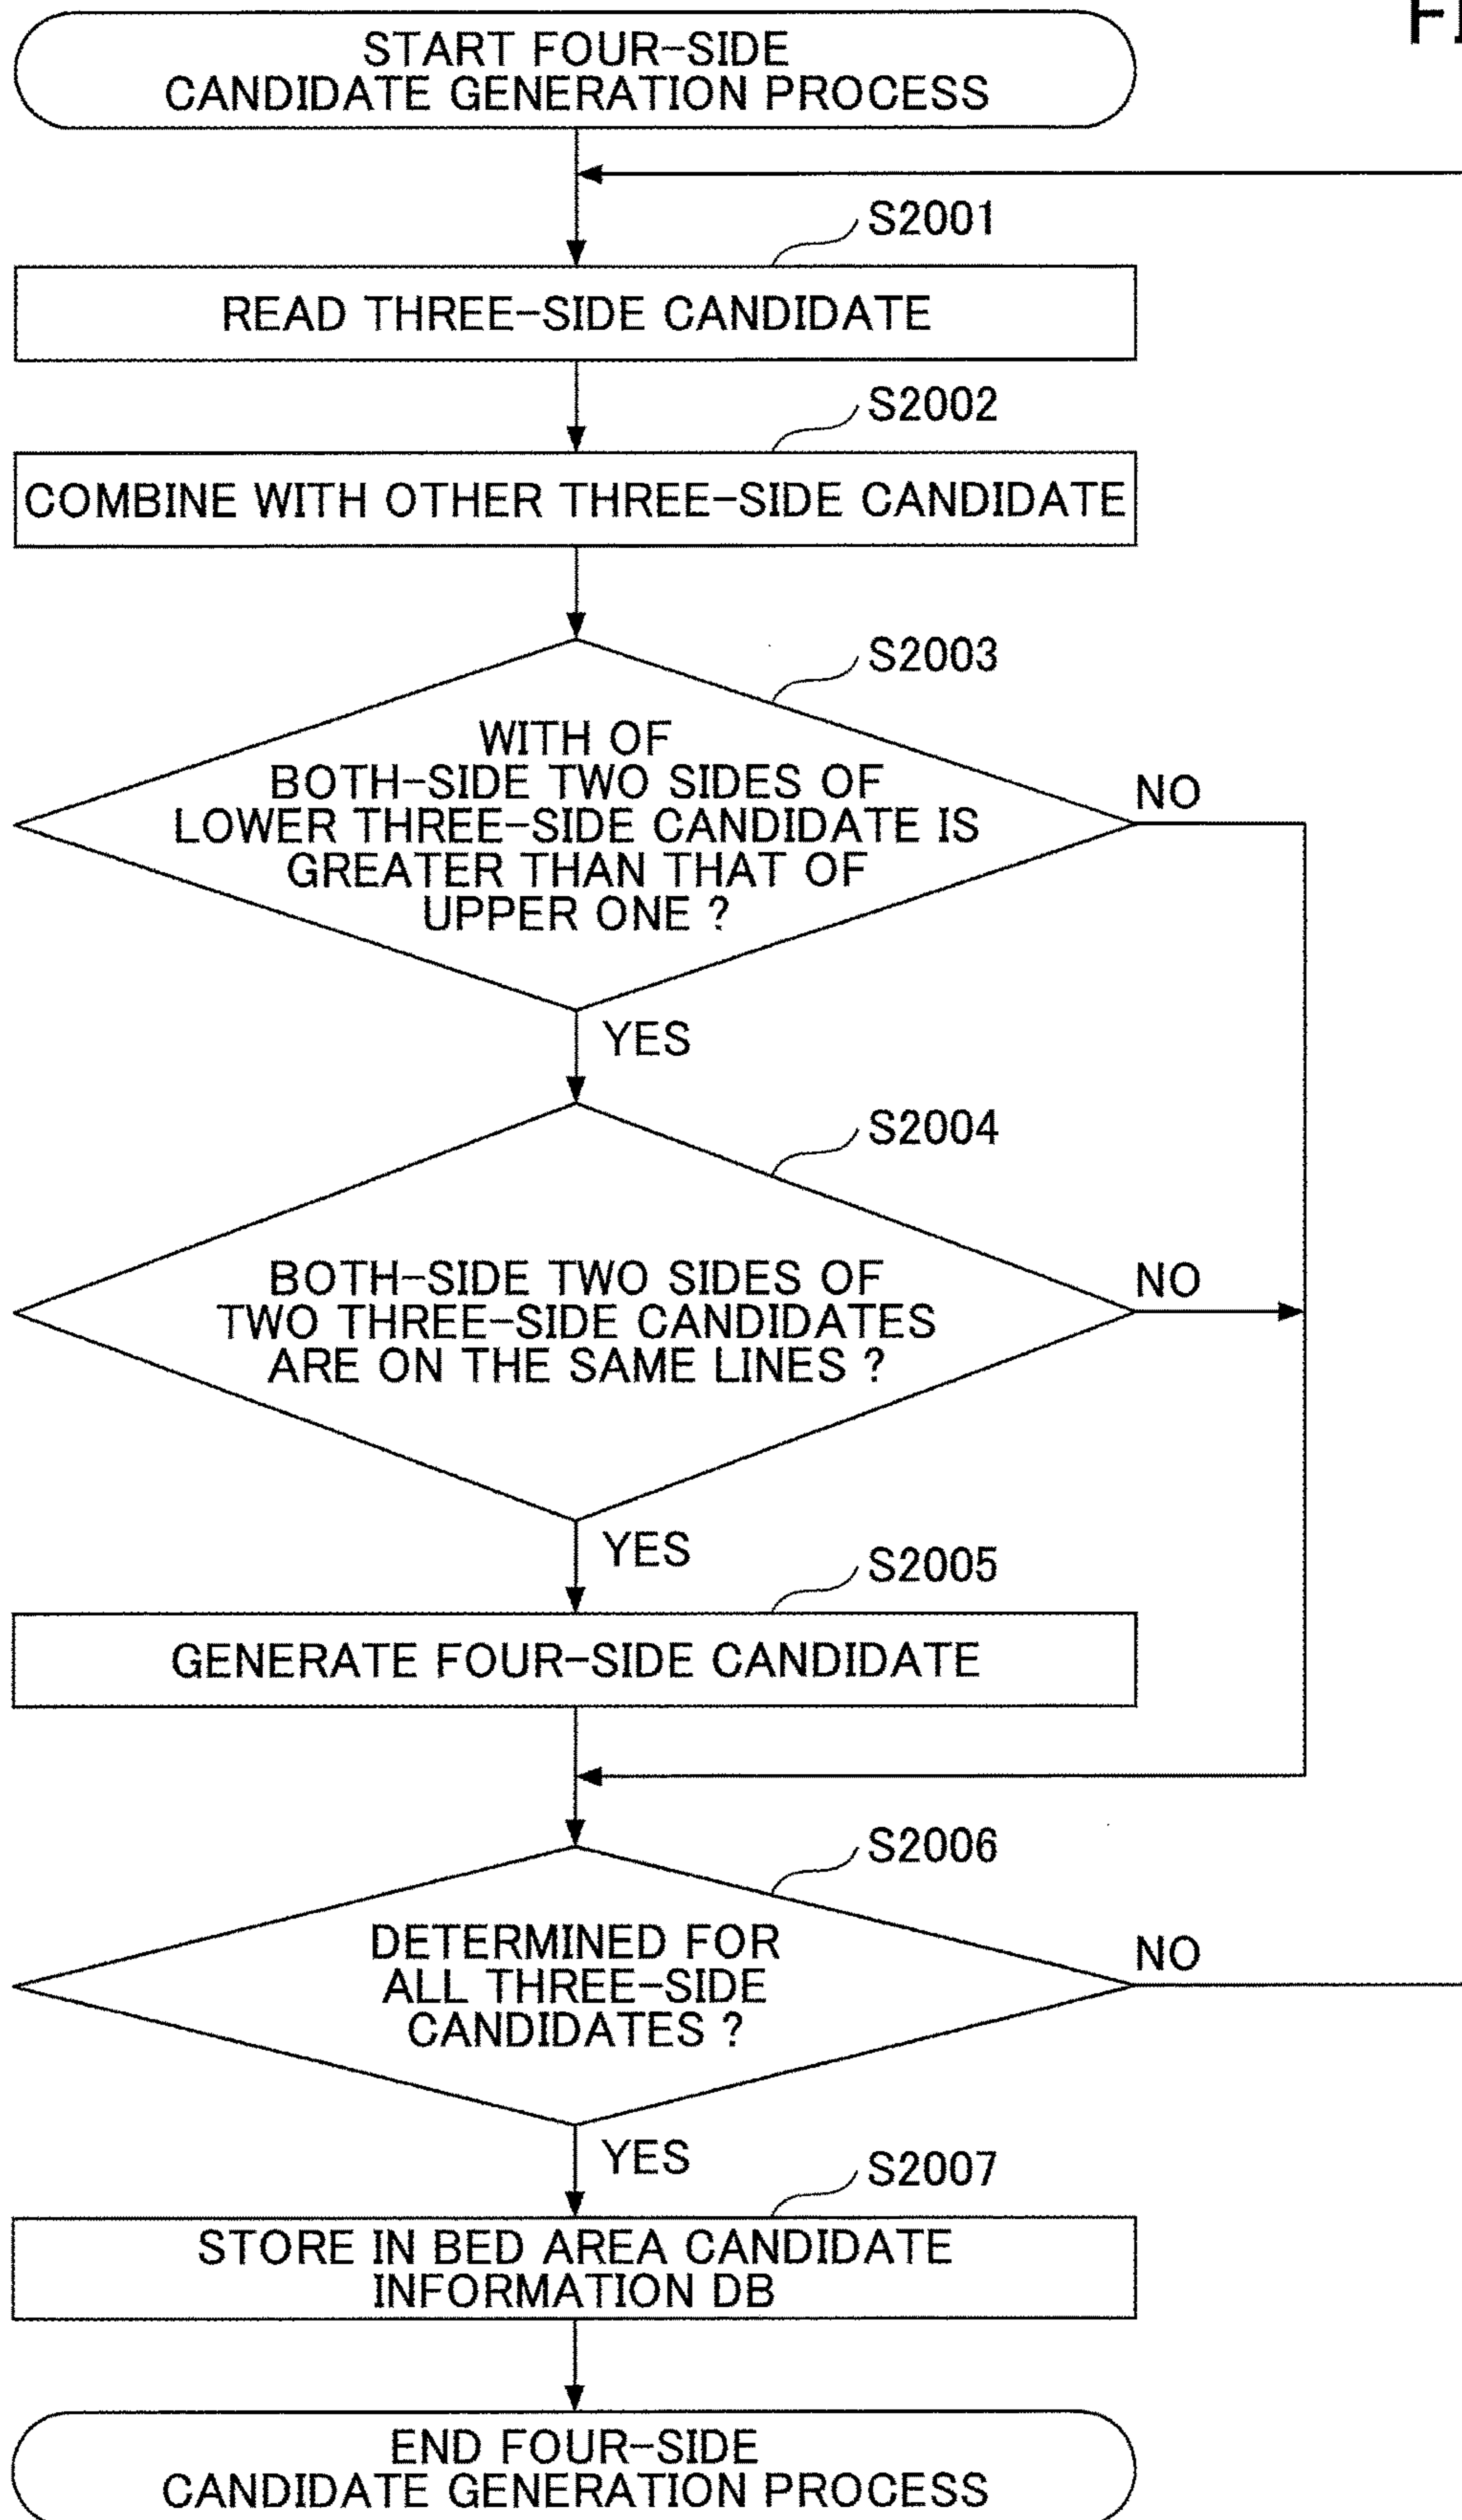 START FOUR-SIDE
CANDIDATE GENERATION PROCESS
S2001
READ THREE-SIDE CANDIDATE
S2002
COMBINE WITH OTHER THREE-SIDE CANDIDATE
S2003
WITH OF
BOTH-SIDE TWO SIDES OF
LOWER THREE-SIDE CANDIDATE IS
GREATER THAN THAT OF
UPPER ONE ?
NO
YES
S2004
BOTH-SIDE TWO SIDES OF
TWO THREE-SIDE CANDIDATES
ARE ON THE SAME LINES ?
NO
YES
S2005
GENERATE FOUR-SIDE CANDIDATE
S2006
DETERMINED FOR
ALL THREE-SIDE
CANDIDATES ?
NO
YES
S2007
STORE IN BED AREA CANDIDATE
INFORMATION DB
END FOUR-SIDE
CANDIDATE GENERATION PROCESS